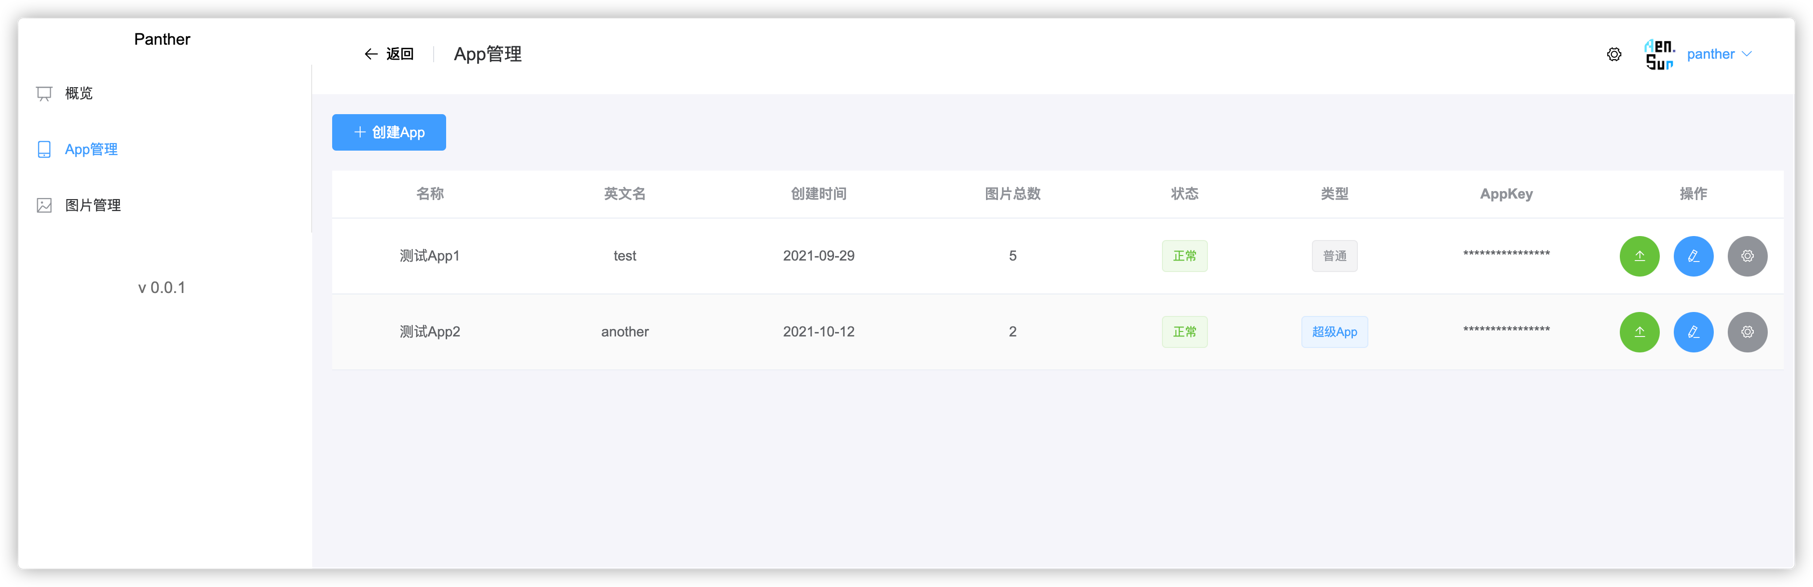 Panther
概览
App管理
图片管理
v 0.0.1
返回
App管理
Aen.
Sun
panther
创建App
名称 英文名 创建时间 图片总数 状态 类型 AppKey 操作
测试App1 test 2021-09-29 5 正常 普通 ****************
测试App2 another 2021-10-12 2 正常 超级App ****************